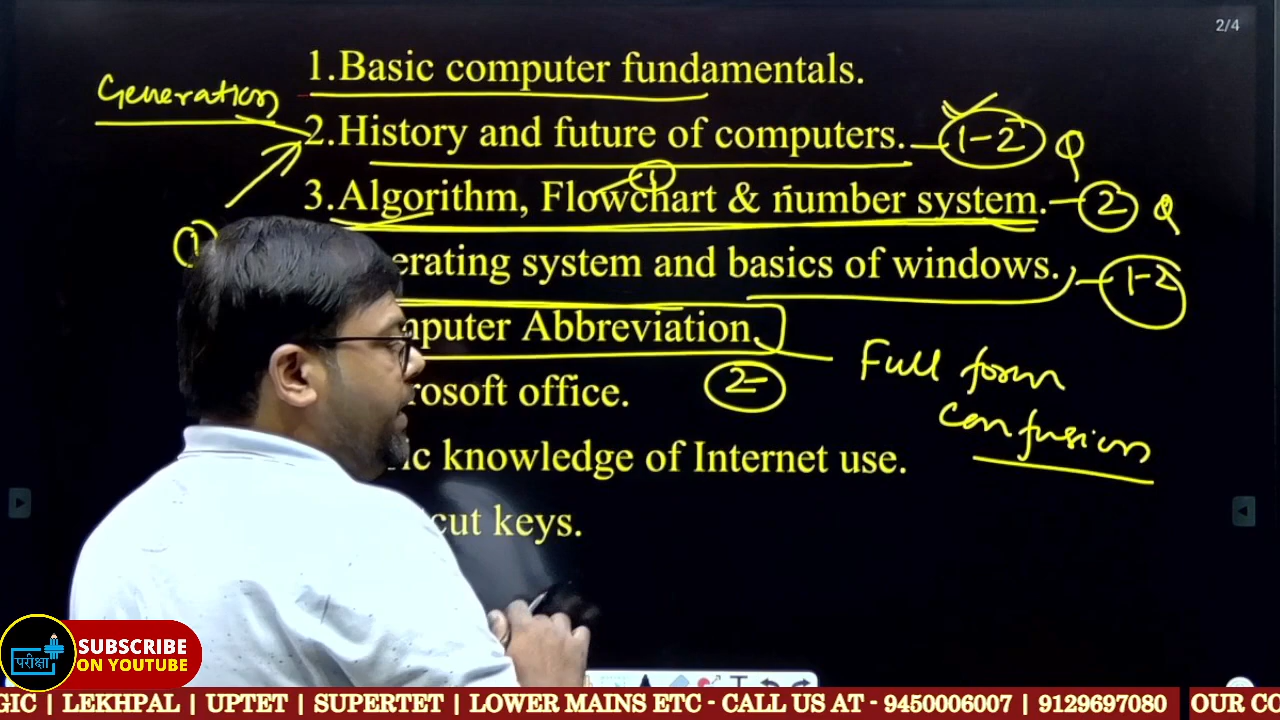 2/4
1.Basic computer fundamentals.
Generation
2.History and future of computers. 1-2 Q
1
3.Algorithm, Flowchart & number system. 2 Q
1
erating system and basics of windows. 1-2
mputer Abbreviation.
Full form
confusion
rosoft office. 2
ic knowledge of Internet use.
cut keys.
परीक्षा
SUBSCRIBE
ON YOUTUBE
GIC | LEKHPAL | UPTET | SUPERTET | LOWER MAINS ETC - CALL US AT - 9450006007 | 9129697080 OUR CO